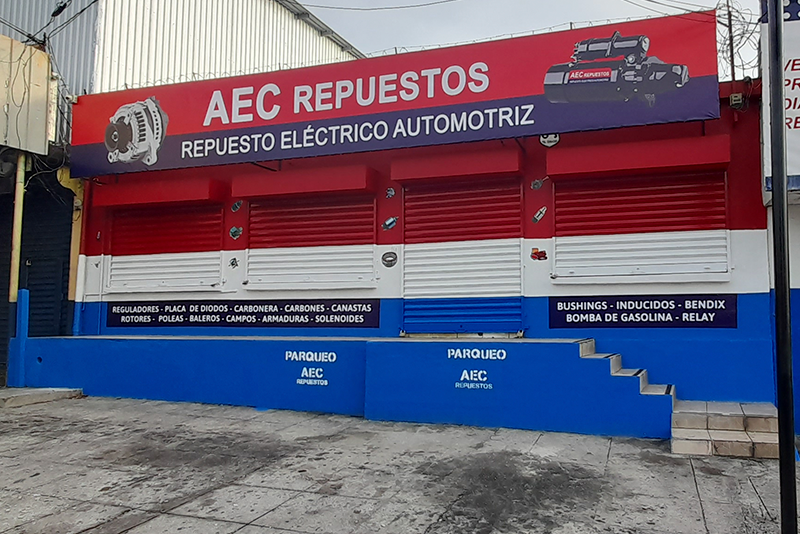 AEC REPUESTOS
REPUESTO ELÉCTRICO AUTOMOTRIZ
AEC REPUESTOS
REGULADORES - PLACA DE DIODOS - CARBONERA - CARBONES - CANASTAS
ROTORES - POLEAS - BALEROS - CAMPOS - ARMADURAS - SOLENOIDES
BUSHINGS - INDUCIDOS - BENDIX
BOMBA DE GASOLINA - RELAY
PARQUEO
AEC
REPUESTOS
PARQUEO
AEC
REPUESTOS